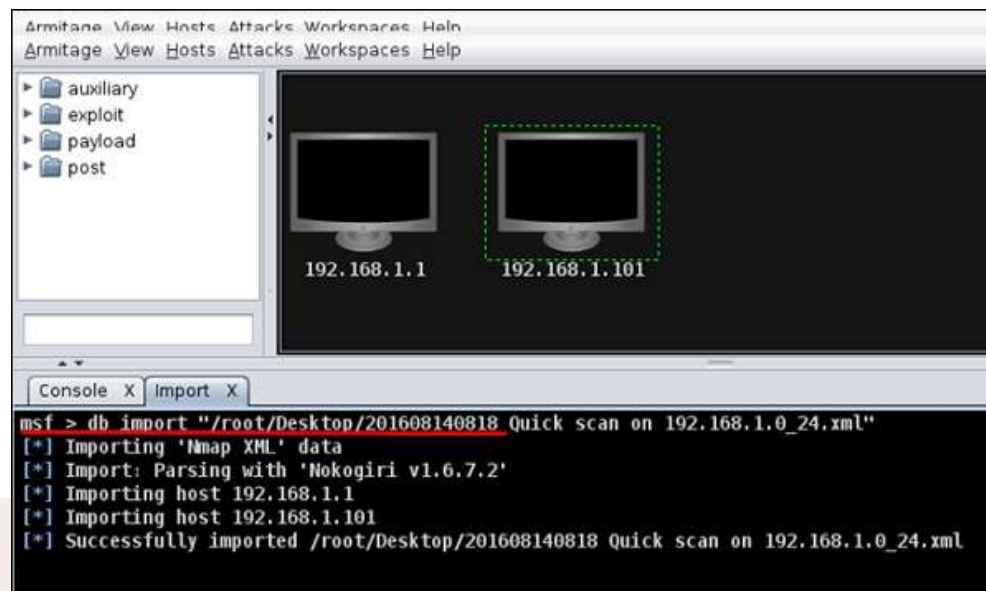 Armitage View Hosts Attacks Workspaces Help
Armitage View Hosts Attacks Workspaces Help
auxiliary
exploit
payload
post
192.168.1.1
192.168.1.101
Console X Import X
msf > db_import "/root/Desktop/201608140818 Quick scan on 192.168.1.0_24.xml"
[*] Importing 'Nmap XML' data
[*] Import: Parsing with 'Nokogiri v1.6.7.2'
[*] Importing host 192.168.1.1
[*] Importing host 192.168.1.101
[*] Successfully imported /root/Desktop/201608140818 Quick scan on 192.168.1.0_24.xml